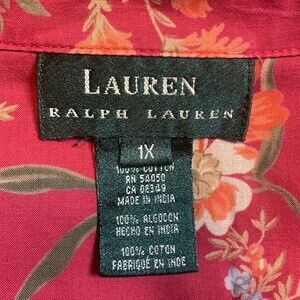 LAUREN
RALPH LAUREN
1X
100% COTTON
RN 54050
CA 08349
MADE IN INDIA
100% ALGODON
HECHO EN INDIA
100% COTON
FABRIQUE EN INDE